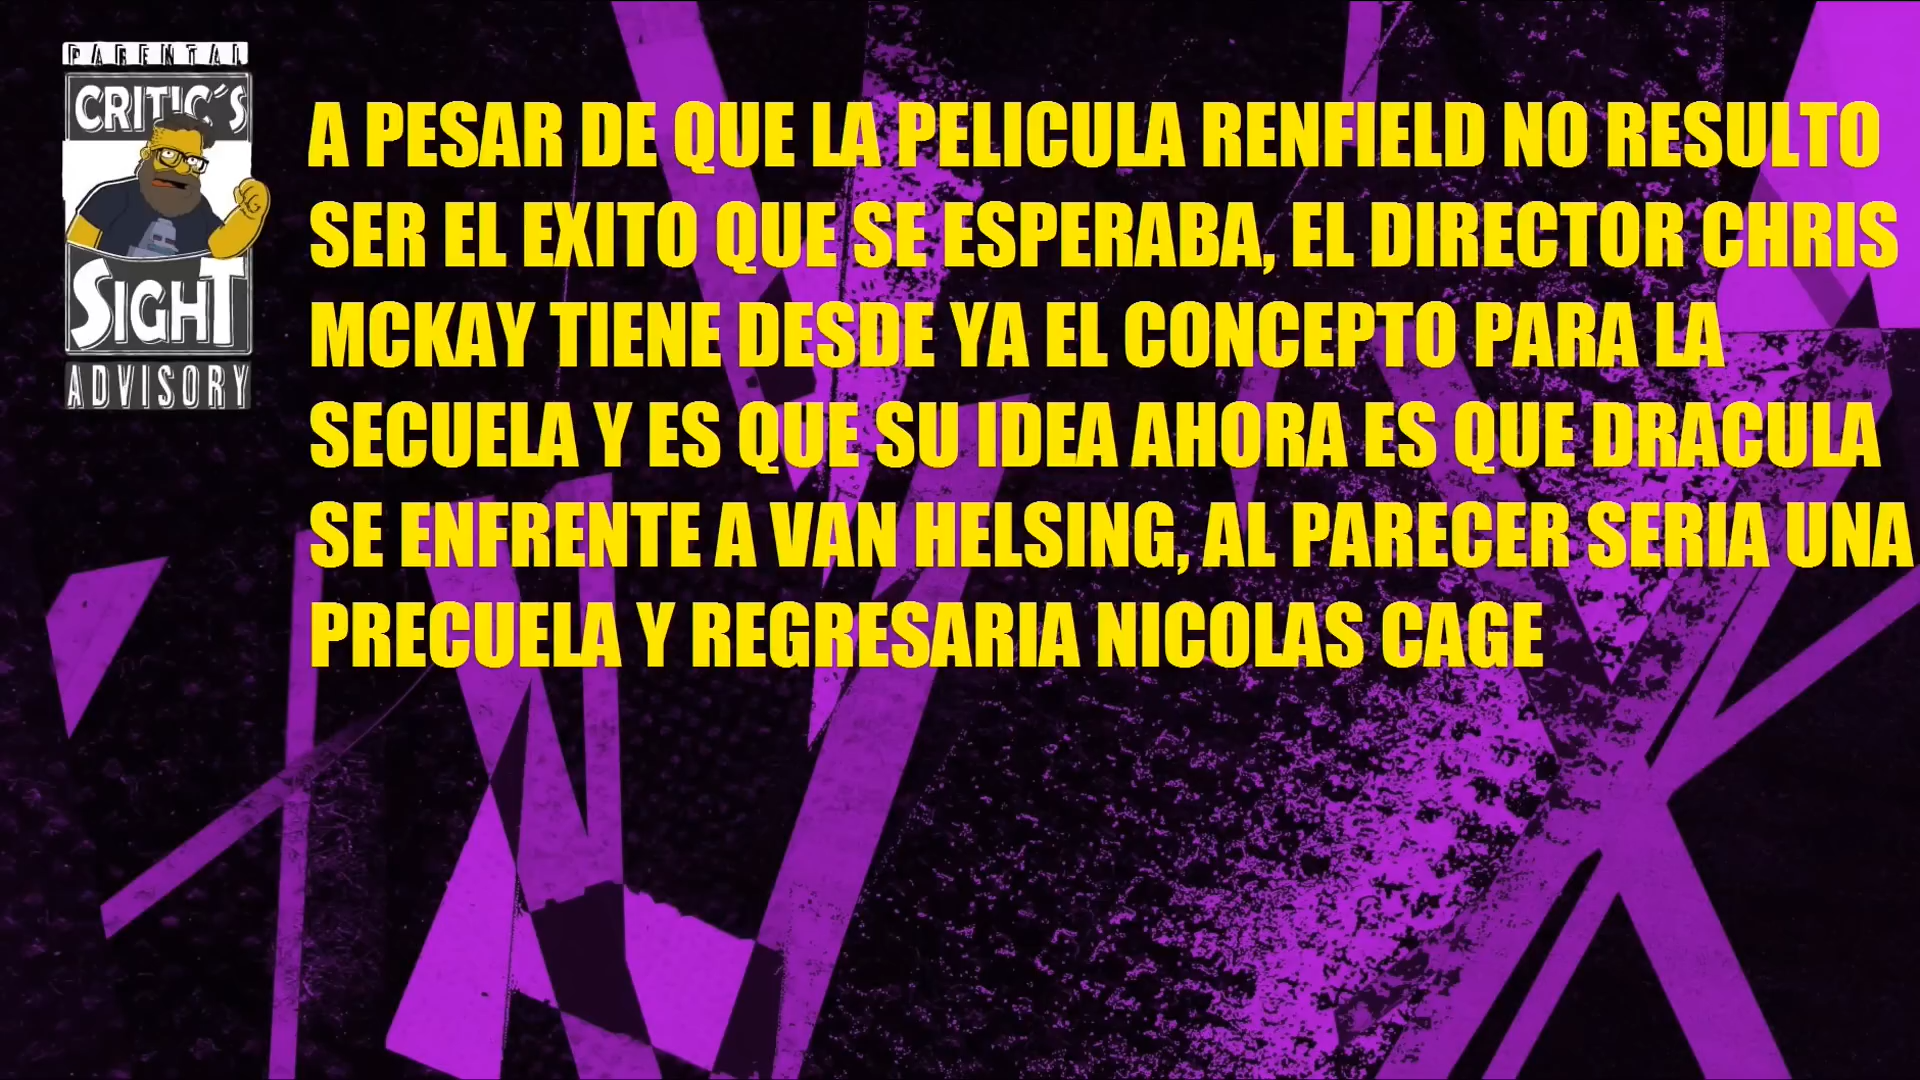 PARENTAL
CRITIC´S
SIGHT
ADVISORY
A PESAR DE QUE LA PELICULA RENFIELD NO RESULTO
SER EL EXITO QUE SE ESPERABA, EL DIRECTOR CHRIS
MCKAY TIENE DESDE YA EL CONCEPTO PARA LA
SECUELA Y ES QUE SU IDEA AHORA ES QUE DRACULA
SE ENFRENTE A VAN HELSING, AL PARECER SERIA UNA
PRECUELA Y REGRESARIA NICOLAS CAGE